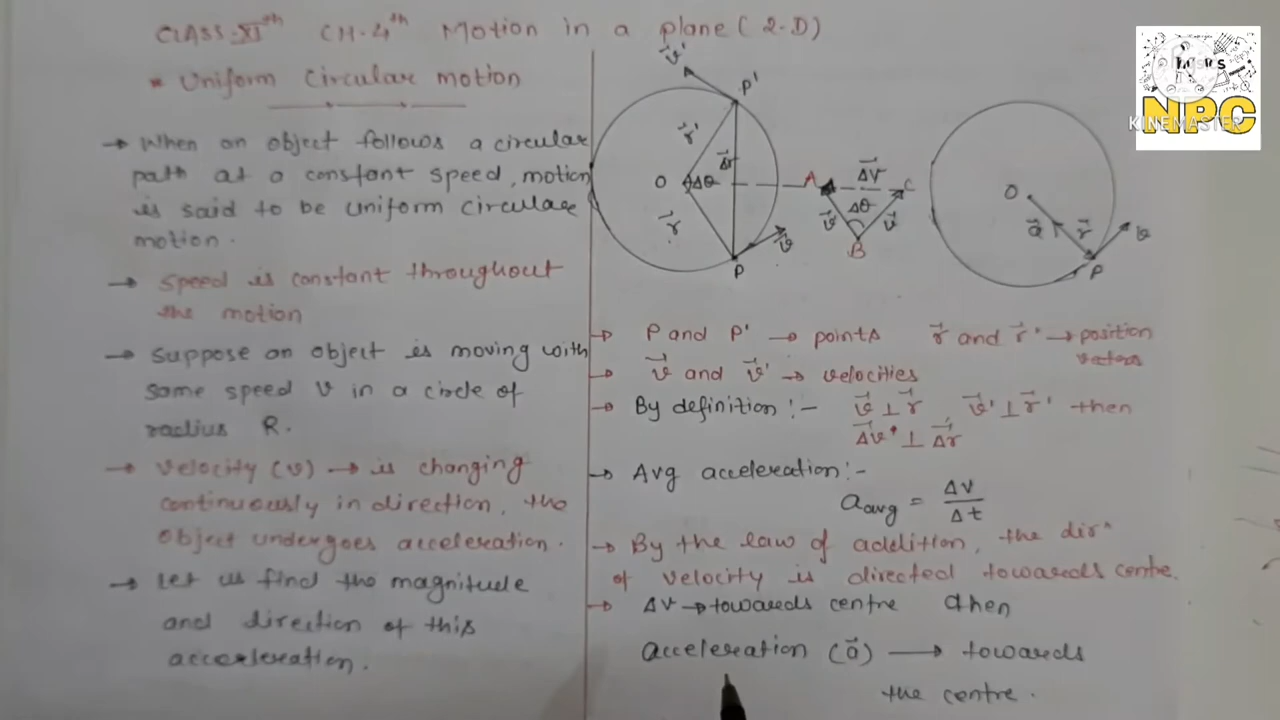 CLASS-XIth CH-4th Motion in a plane (2-D)
* Uniform Circular motion
→ When an object follows a circular
path at a constant speed, motion
is said to be uniform circular
motion.
→ Speed is constant throughout
the motion
→ Suppose an object is moving with
same speed v in a circle of
radius R.
→ Velocity (v) → is changing
continuously in direction, the
object undergoes acceleration.
→ Let us find the magnitude
and direction of this
accerleration.
v⃗'
P'
r⃗'
Δr⃗
O
Δθ
r⃗
v⃗
P
A
Δv⃗
C
Δθ
v⃗'
v⃗
B
O
a⃗
r⃗
v
P
→ P and P' → points r⃗ and r⃗' → position
vectors
→ v⃗ and v⃗' → velocities
→ By definition :- v⃗ ⊥ r⃗, v⃗' ⊥ r⃗' then
Δv⃗ ⊥ Δr⃗
→ Avg acceleration :-
a avg = ΔV/Δt
→ By the law of addition, the dirn
of velocity is directed towards centre.
→ ΔV → towards centre then
acceleration (a⃗) → towards
the centre.
Physics
NPC
KINEMASTER